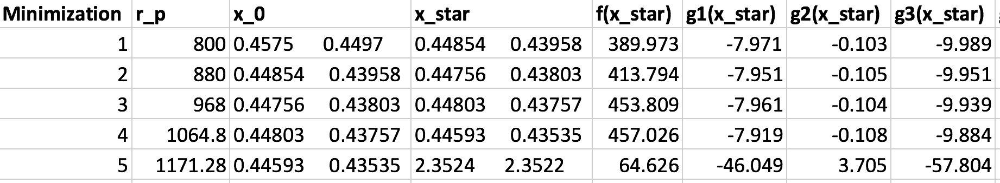 Minimization r_p x_0 x_star f(x_star) g1(x_star) g2(x_star) g3(x_star)
1 800 0.4575 0.4497 0.44854 0.43958 389.973 -7.971 -0.103 -9.989
2 880 0.44854 0.43958 0.44756 0.43803 413.794 -7.951 -0.105 -9.951
3 968 0.44756 0.43803 0.44803 0.43757 453.809 -7.961 -0.104 -9.939
4 1064.8 0.44803 0.43757 0.44593 0.43535 457.026 -7.919 -0.108 -9.884
5 1171.28 0.44593 0.43535 2.3524 2.3522 64.626 -46.049 3.705 -57.804